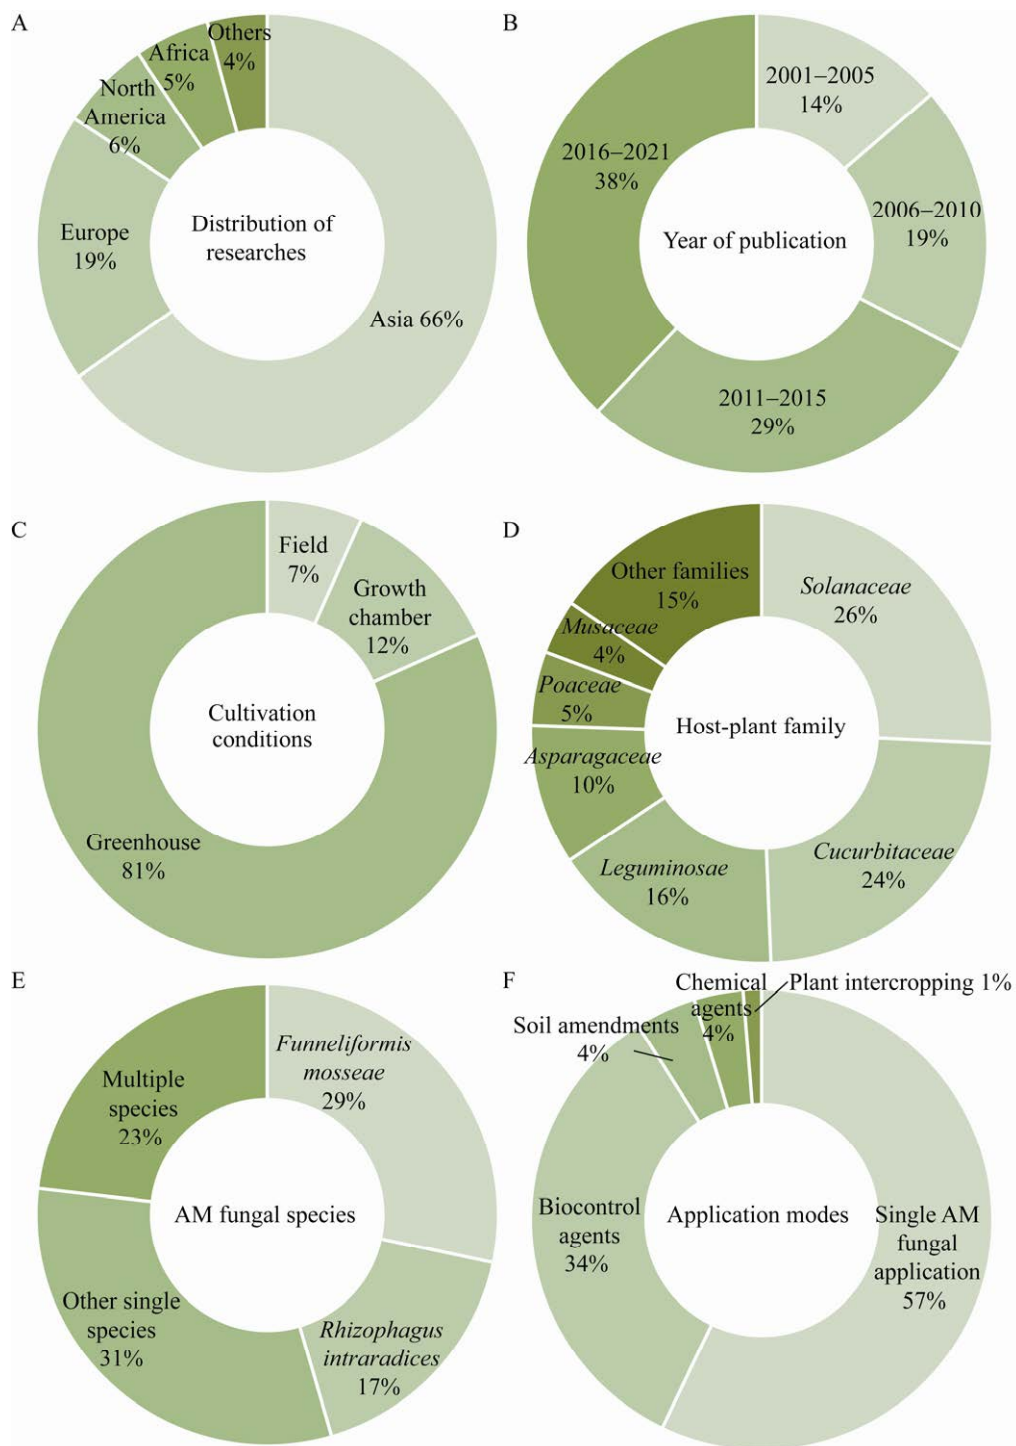 A
Others
4%
Africa
5%
North
America
6%
Europe
19%
Distribution of
researches
Asia 66%
B
2001–2005
14%
2016–2021
38%
2006–2010
19%
Year of publication
2011–2015
29%
C
Field
7%
Growth
chamber
12%
Cultivation
conditions
Greenhouse
81%
D
Other families
15%
Solanaceae
26%
Musaceae
4%
Poaceae
5%
Host-plant family
Asparagaceae
10%
Leguminosae
16%
Cucurbitaceae
24%
E
Funneliformis
mosseae
29%
Multiple
species
23%
AM fungal species
Other single
species
31%
Rhizophagus
intraradices
17%
F
Chemical
agents
4%
Plant intercropping 1%
Soil amendments
4%
Biocontrol
agents
34%
Application modes
Single AM
fungal
application
57%